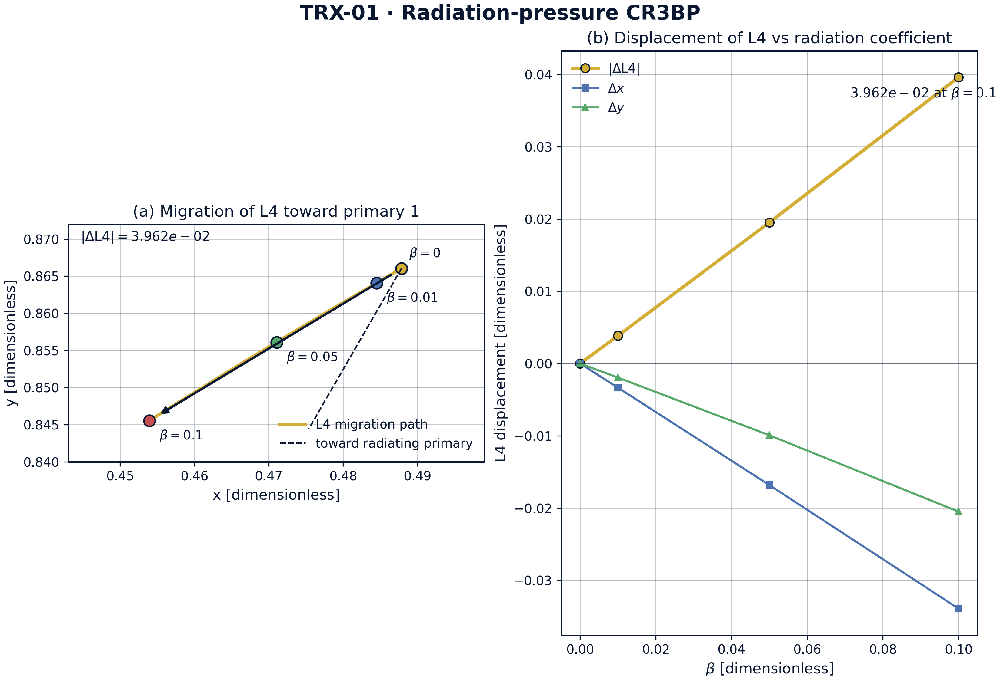 TRX-01 · Radiation-pressure CR3BP
(a) Migration of L4 toward primary 1
|ΔL4| = 3.962e − 02
β = 0
β = 0.01
β = 0.05
β = 0.1
L4 migration path
toward radiating primary
0.870
0.865
0.860
0.855
0.850
0.845
0.840
y [dimensionless]
0.45
0.46
0.47
0.48
0.49
x [dimensionless]
(b) Displacement of L4 vs radiation coefficient
|ΔL4|
Δx
Δy
3.962e − 02 at β = 0.1
0.04
0.03
0.02
0.01
0.00
−0.01
−0.02
−0.03
L4 displacement [dimensionless]
0.00
0.02
0.04
0.06
0.08
0.10
β [dimensionless]